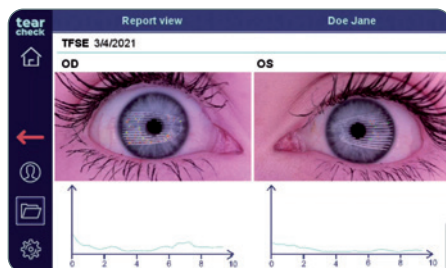 tear
check
Report view
Doe Jane
TFSE 3/4/2021
OD
OS
0 2 4 6 8 10
0 2 4 6 8 10